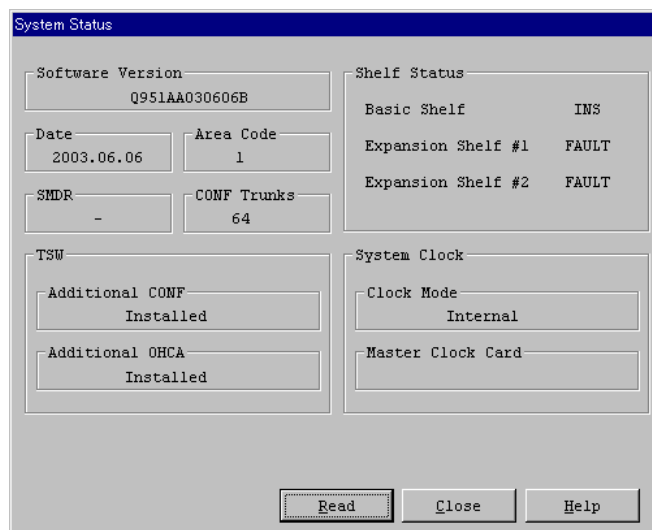 System Status
Software Version
Q951AA030606B
Date
2003.06.06
Area Code
1
SMDR
-
CONF Trunks
64
Shelf Status
Basic Shelf INS
Expansion Shelf #1 FAULT
Expansion Shelf #2 FAULT
TSW
Additional CONF
Installed
Additional OHCA
Installed
System Clock
Clock Mode
Internal
Master Clock Card
Read Close Help